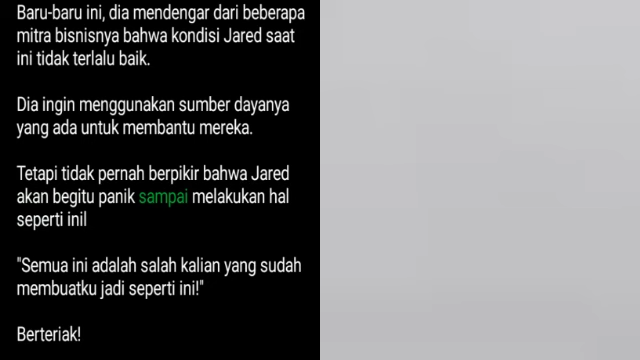 Baru-baru ini, dia mendengar dari beberapa
mitra bisnisnya bahwa kondisi Jared saat
ini tidak terlalu baik.
Dia ingin menggunakan sumber dayanya
yang ada untuk membantu mereka.
Tetapi tidak pernah berpikir bahwa Jared
akan begitu panik sampai melakukan hal
seperti inil
"Semua ini adalah salah kalian yang sudah
membuatku jadi seperti ini!"
Berteriak!